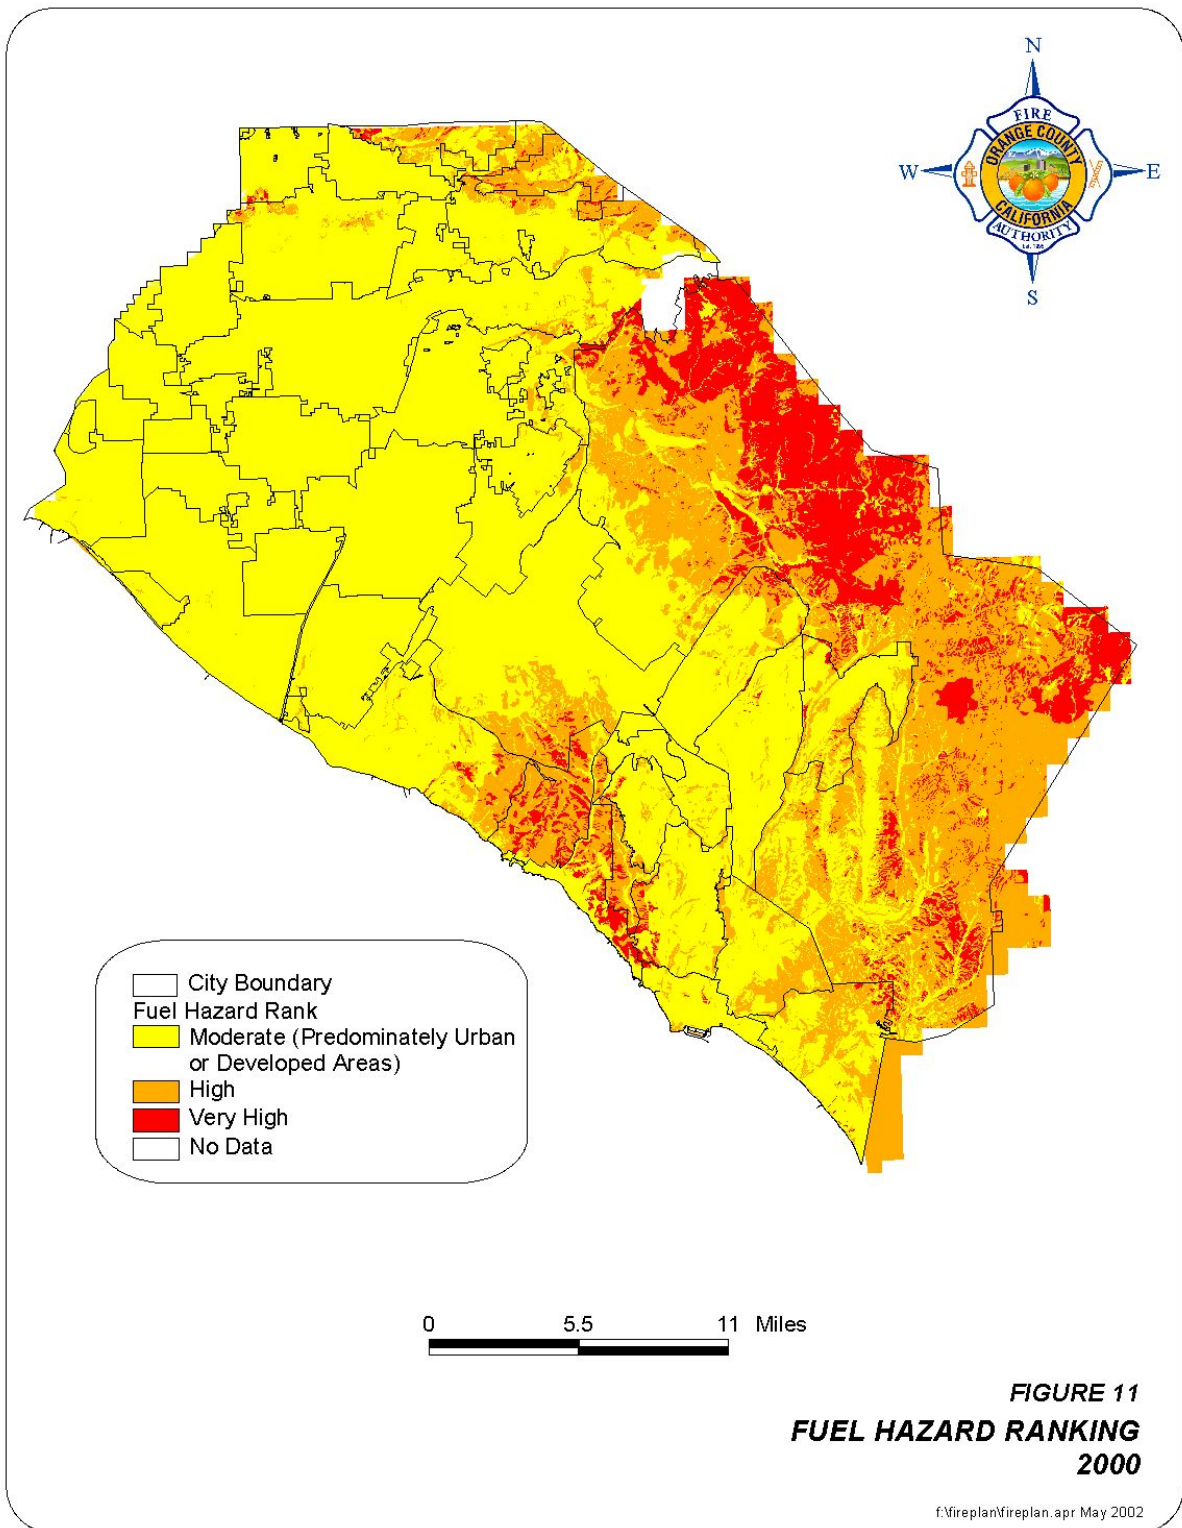 N
FIRE
ORANGE COUNTY
W
E
CALIFORNIA
AUTHORITY
S
City Boundary
Fuel Hazard Rank
Moderate (Predominately Urban
or Developed Areas)
High
Very High
No Data
0 5.5 11 Miles
FIGURE 11
FUEL HAZARD RANKING
2000
f:\fireplan\fireplan.apr May 2002